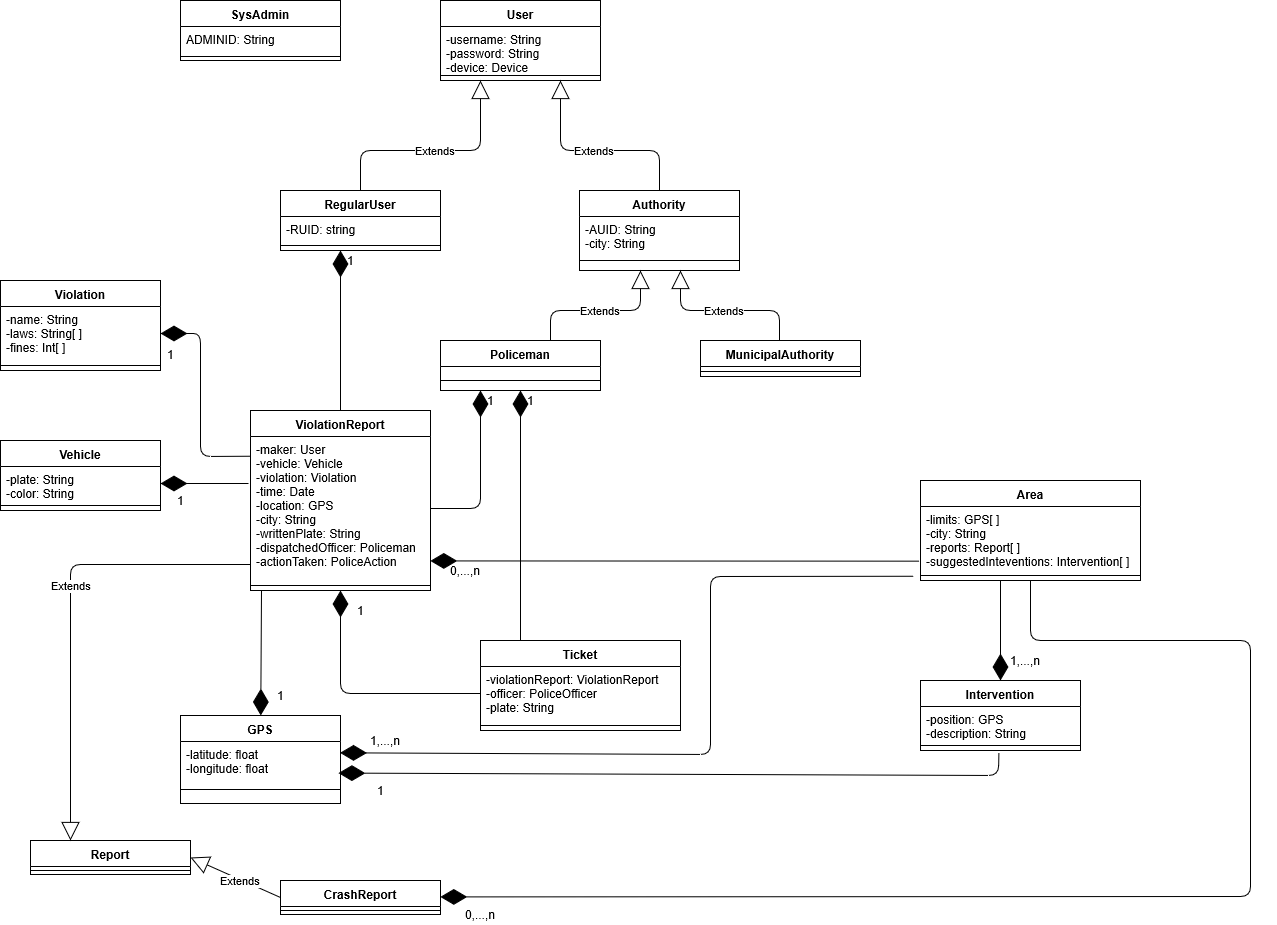 SysAdmin
ADMINID: String
User
-username: String
-password: String
-device: Device
Extends
Extends
RegularUser
-RUID: string
1
Authority
-AUID: String
-city: String
Extends
Extends
Violation
-name: String
-laws: String[ ]
-fines: Int[ ]
1
Policeman
1
1
MunicipalAuthority
ViolationReport
-maker: User
-vehicle: Vehicle
-violation: Violation
-time: Date
-location: GPS
-city: String
-writtenPlate: String
-dispatchedOfficer: Policeman
-actionTaken: PoliceAction
Vehicle
-plate: String
-color: String
1
Area
-limits: GPS[ ]
-city: String
-reports: Report[ ]
-suggestedInteventions: Intervention[ ]
0,...,n
Extends
1
Ticket
-violationReport: ViolationReport
-officer: PoliceOfficer
-plate: String
1,...,n
Intervention
-position: GPS
-description: String
1
GPS
-latitude: float
-longitude: float
1,...,n
1
Report
Extends
CrashReport
0,...,n